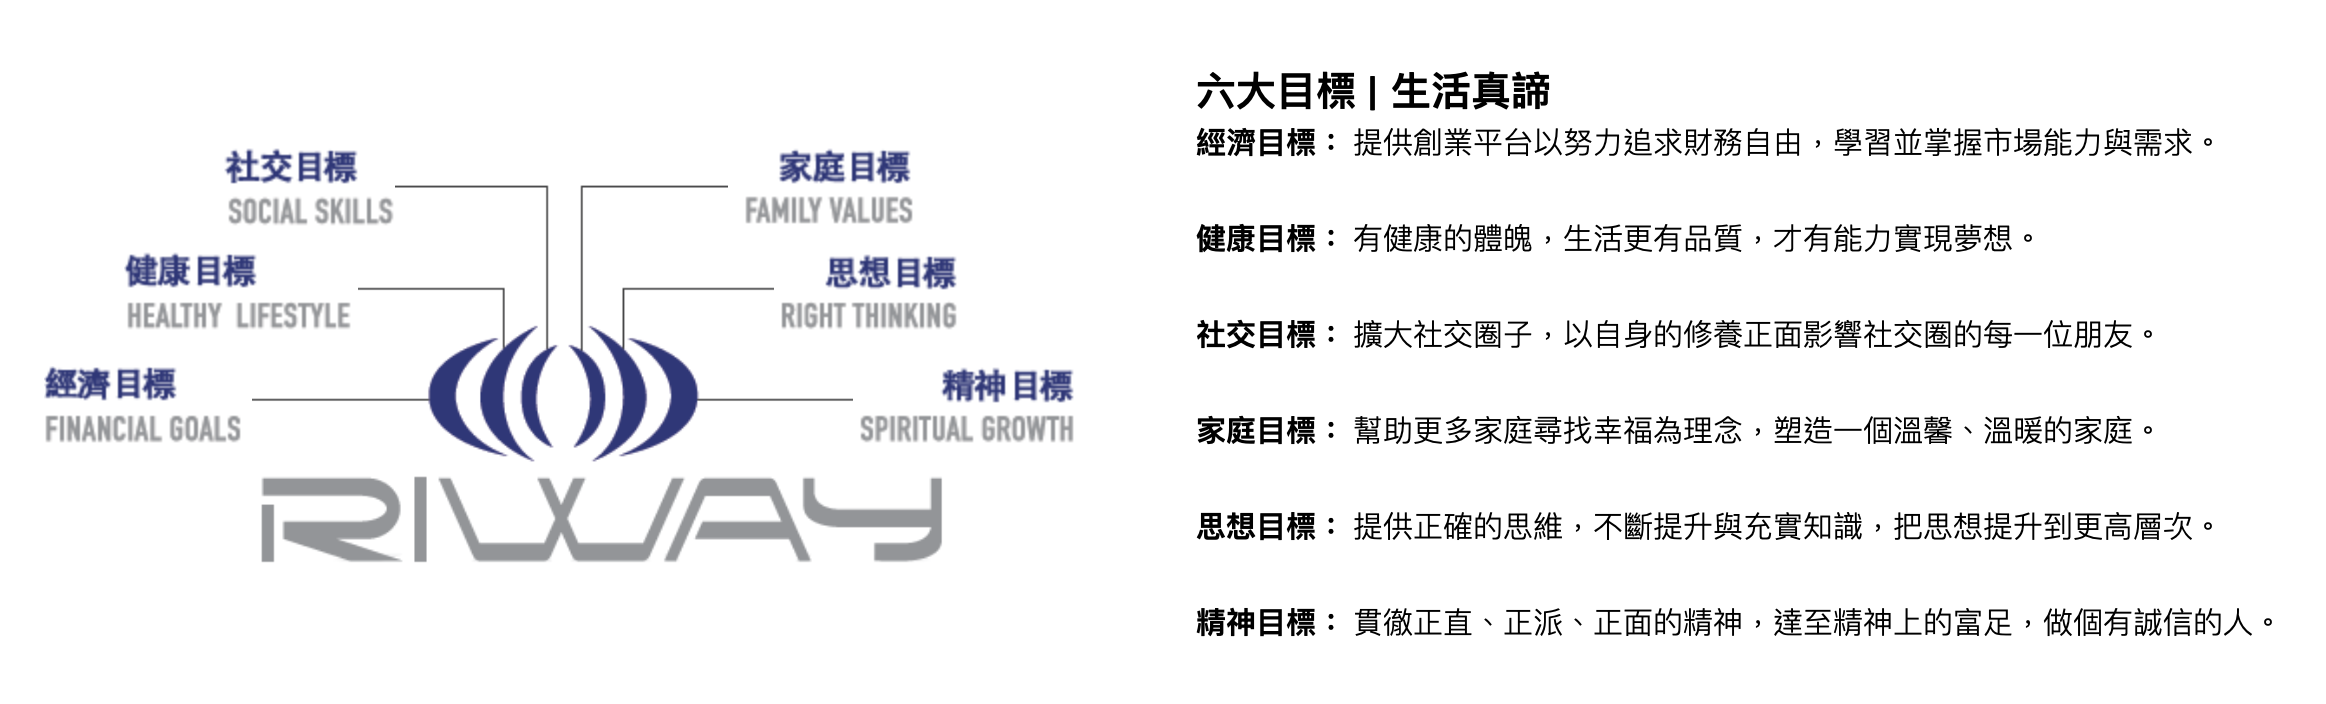 社交目標
SOCIAL SKILLS
家庭目標
FAMILY VALUES
健康目標
HEALTHY LIFESTYLE
思想目標
RIGHT THINKING
經濟目標
FINANCIAL GOALS
精神目標
SPIRITUAL GROWTH
RIWAY
六大目標 | 生活真諦
經濟目標： 提供創業平台以努力追求財務自由，學習並掌握市場能力與需求。
健康目標： 有健康的體魄，生活更有品質，才有能力實現夢想。
社交目標： 擴大社交圈子，以自身的修養正面影響社交圈的每一位朋友。
家庭目標： 幫助更多家庭尋找幸福為理念，塑造一個溫馨、溫暖的家庭。
思想目標： 提供正確的思維，不斷提升與充實知識，把思想提升到更高層次。
精神目標： 貫徹正直、正派、正面的精神，達至精神上的富足，做個有誠信的人。